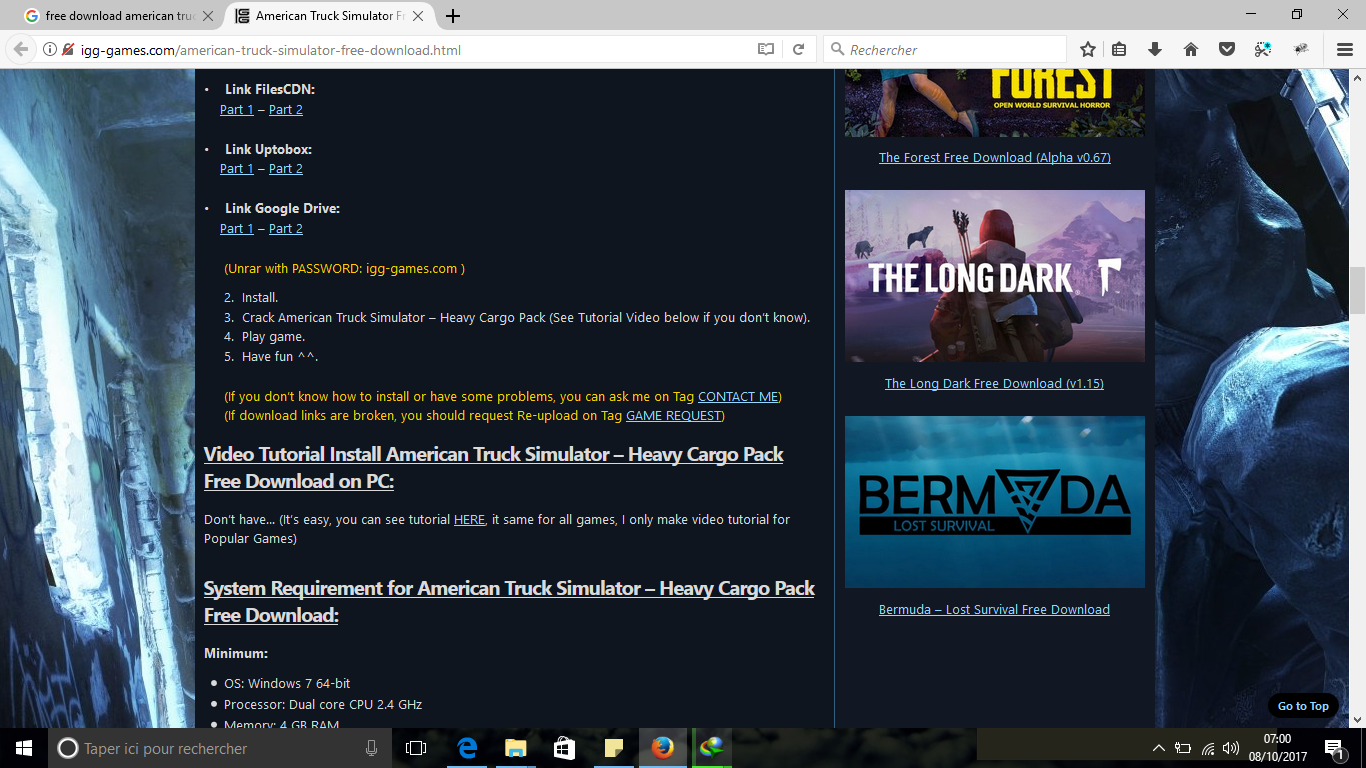 free download american truc
American Truck Simulator Fr
igg-games.com/american-truck-simulator-free-download.html
Rechercher
• Link FilesCDN:
Part 1 – Part 2
• Link Uptobox:
Part 1 – Part 2
• Link Google Drive:
Part 1 – Part 2
(Unrar with PASSWORD: igg-games.com )
2. Install.
3. Crack American Truck Simulator – Heavy Cargo Pack (See Tutorial Video below if you don't know).
4. Play game.
5. Have fun ^^.
(If you don't know how to install or have some problems, you can ask me on Tag CONTACT ME)
(If download links are broken, you should request Re-upload on Tag GAME REQUEST)
Video Tutorial Install American Truck Simulator – Heavy Cargo Pack
Free Download on PC:
Don't have... (It's easy, you can see tutorial HERE, it same for all games, I only make video tutorial for
Popular Games)
System Requirement for American Truck Simulator – Heavy Cargo Pack
Free Download:
Minimum:
• OS: Windows 7 64-bit
• Processor: Dual core CPU 2.4 GHz
• Memory: 4 GB RAM
FOREST
OPEN WORLD SURVIVAL HORROR
The Forest Free Download (Alpha v0.67)
THE LONG DARK
The Long Dark Free Download (v1.15)
BERMUDA
LOST SURVIVAL
Bermuda – Lost Survival Free Download
Go to Top
Taper ici pour rechercher
07:00
08/10/2017
1